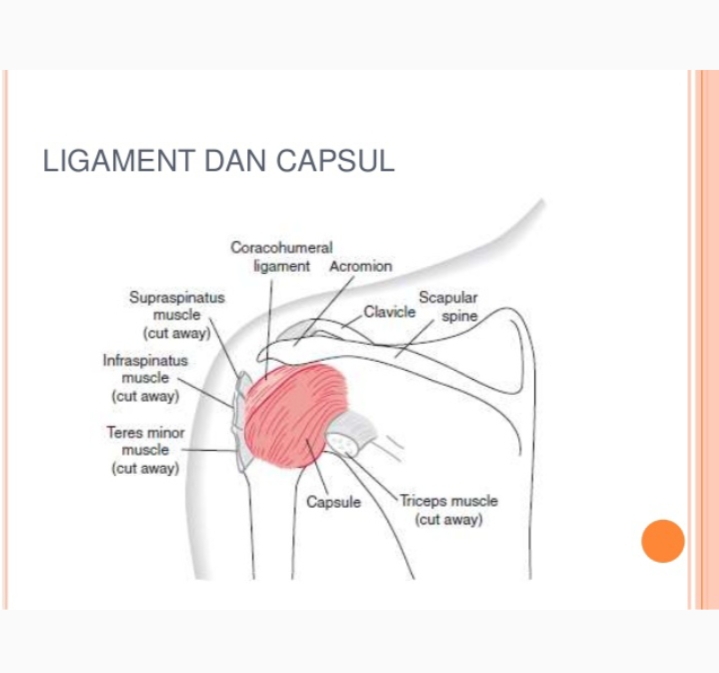 LIGAMENT DAN CAPSUL
Coracohumeral
ligament
Acromion
Supraspinatus
muscle
(cut away)
Clavicle
Scapular
spine
Infraspinatus
muscle
(cut away)
Teres minor
muscle
(cut away)
Capsule
Triceps muscle
(cut away)